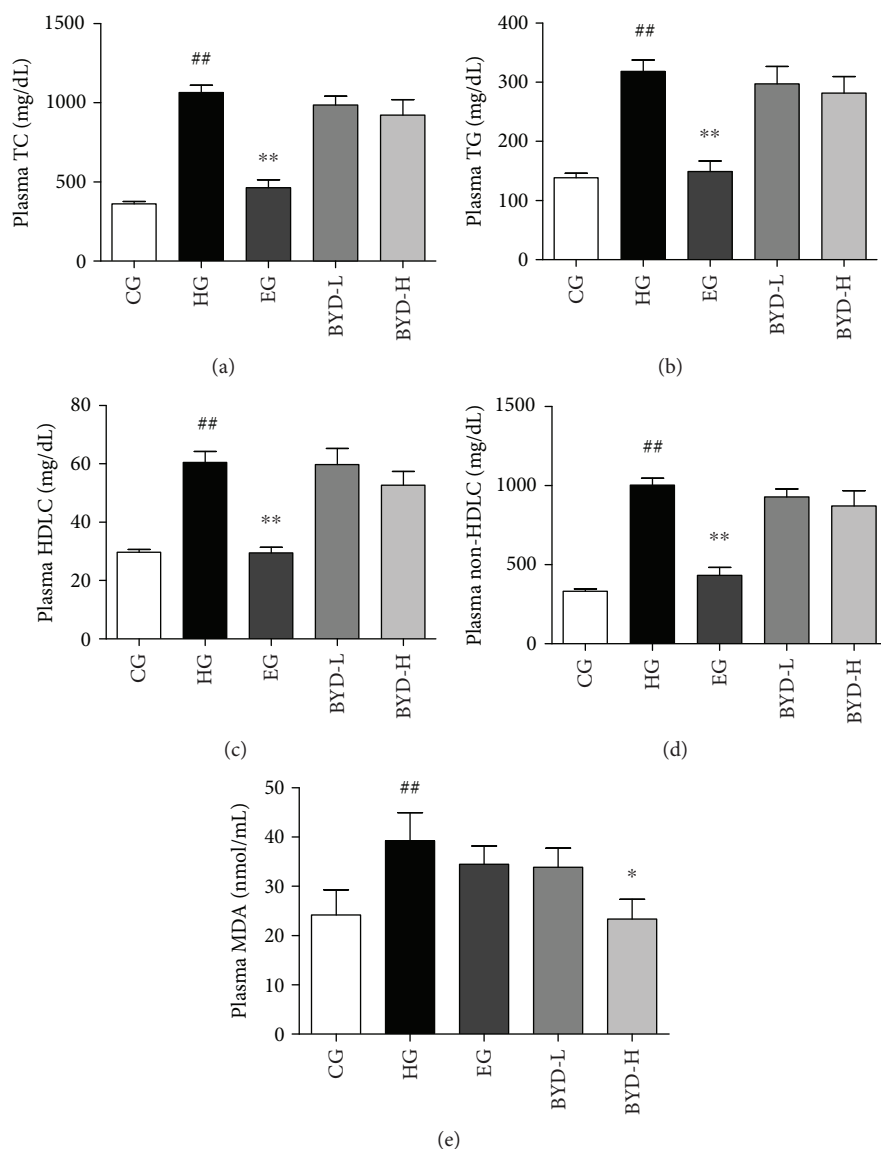 Plasma TC (mg/dL)
1500
1000
500
0
##
**
CG
HG
EG
BYD-L
BYD-H
(a)
Plasma TG (mg/dL)
400
300
200
100
0
##
**
CG
HG
EG
BYD-L
BYD-H
(b)
Plasma HDLC (mg/dL)
80
60
40
20
0
##
**
CG
HG
EG
BYD-L
BYD-H
(c)
Plasma non-HDLC (mg/dL)
1500
1000
500
0
##
**
CG
HG
EG
BYD-L
BYD-H
(d)
Plasma MDA (nmol/mL)
50
40
30
20
10
0
##
*
CG
HG
EG
BYD-L
BYD-H
(e)